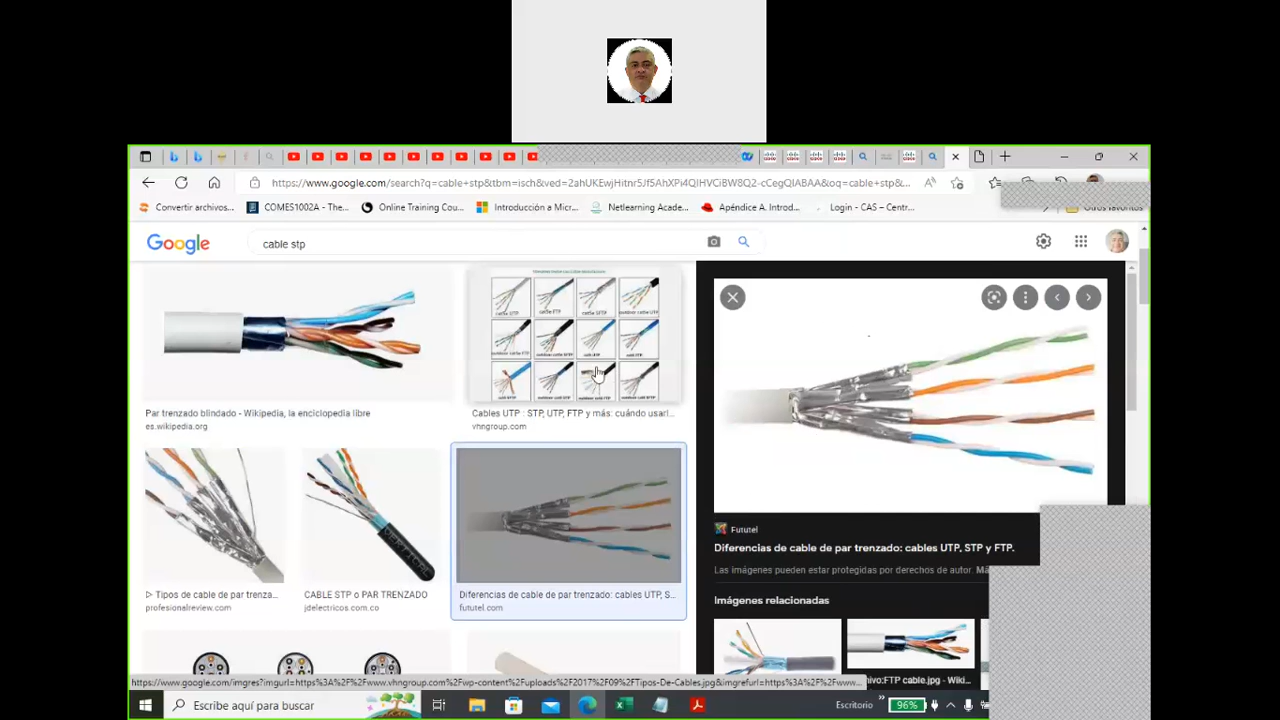 https://www.google.com/search?q=cable+stp&tbm=isch&ved=2ahUKEwjHitnr5Jf5AhXPi4QIHVCiBW8Q2-cCegQIABAA&oq=cable+stp&...
Convertir archivos...
COMES1002A - The...
Online Training Cou...
Introducción a Micr...
Netlearning Acade...
Apéndice A. Introd...
Login - CAS – Centr...
Otros favoritos
Google
cable stp
Par trenzado blindado - Wikipedia, la enciclopedia libre
es.wikipedia.org
Cables UTP : STP, UTP, FTP y más: cuándo usarl...
vhngroup.com
▷ Tipos de cable de par trenza...
profesionalreview.com
CABLE STP o PAR TRENZADO
jdelectricos.com.co
Diferencias de cable de par trenzado: cables UTP, S...
fututel.com
Fututel
Diferencias de cable de par trenzado: cables UTP, STP y FTP.
Las imágenes pueden estar protegidas por derechos de autor.
Imágenes relacionadas
hivo:FTP cable.jpg - Wiki...
https://www.google.com/imgres?imgurl=https%3A%2F%2Fwww.vhngroup.com%2Fwp-content%2Fuploads%2F2017%2F09%2FTipos-De-Cables.jpg&imgrefurl=https%3A%2F%2Fwww...
Escribe aquí para buscar
Escritorio
96%